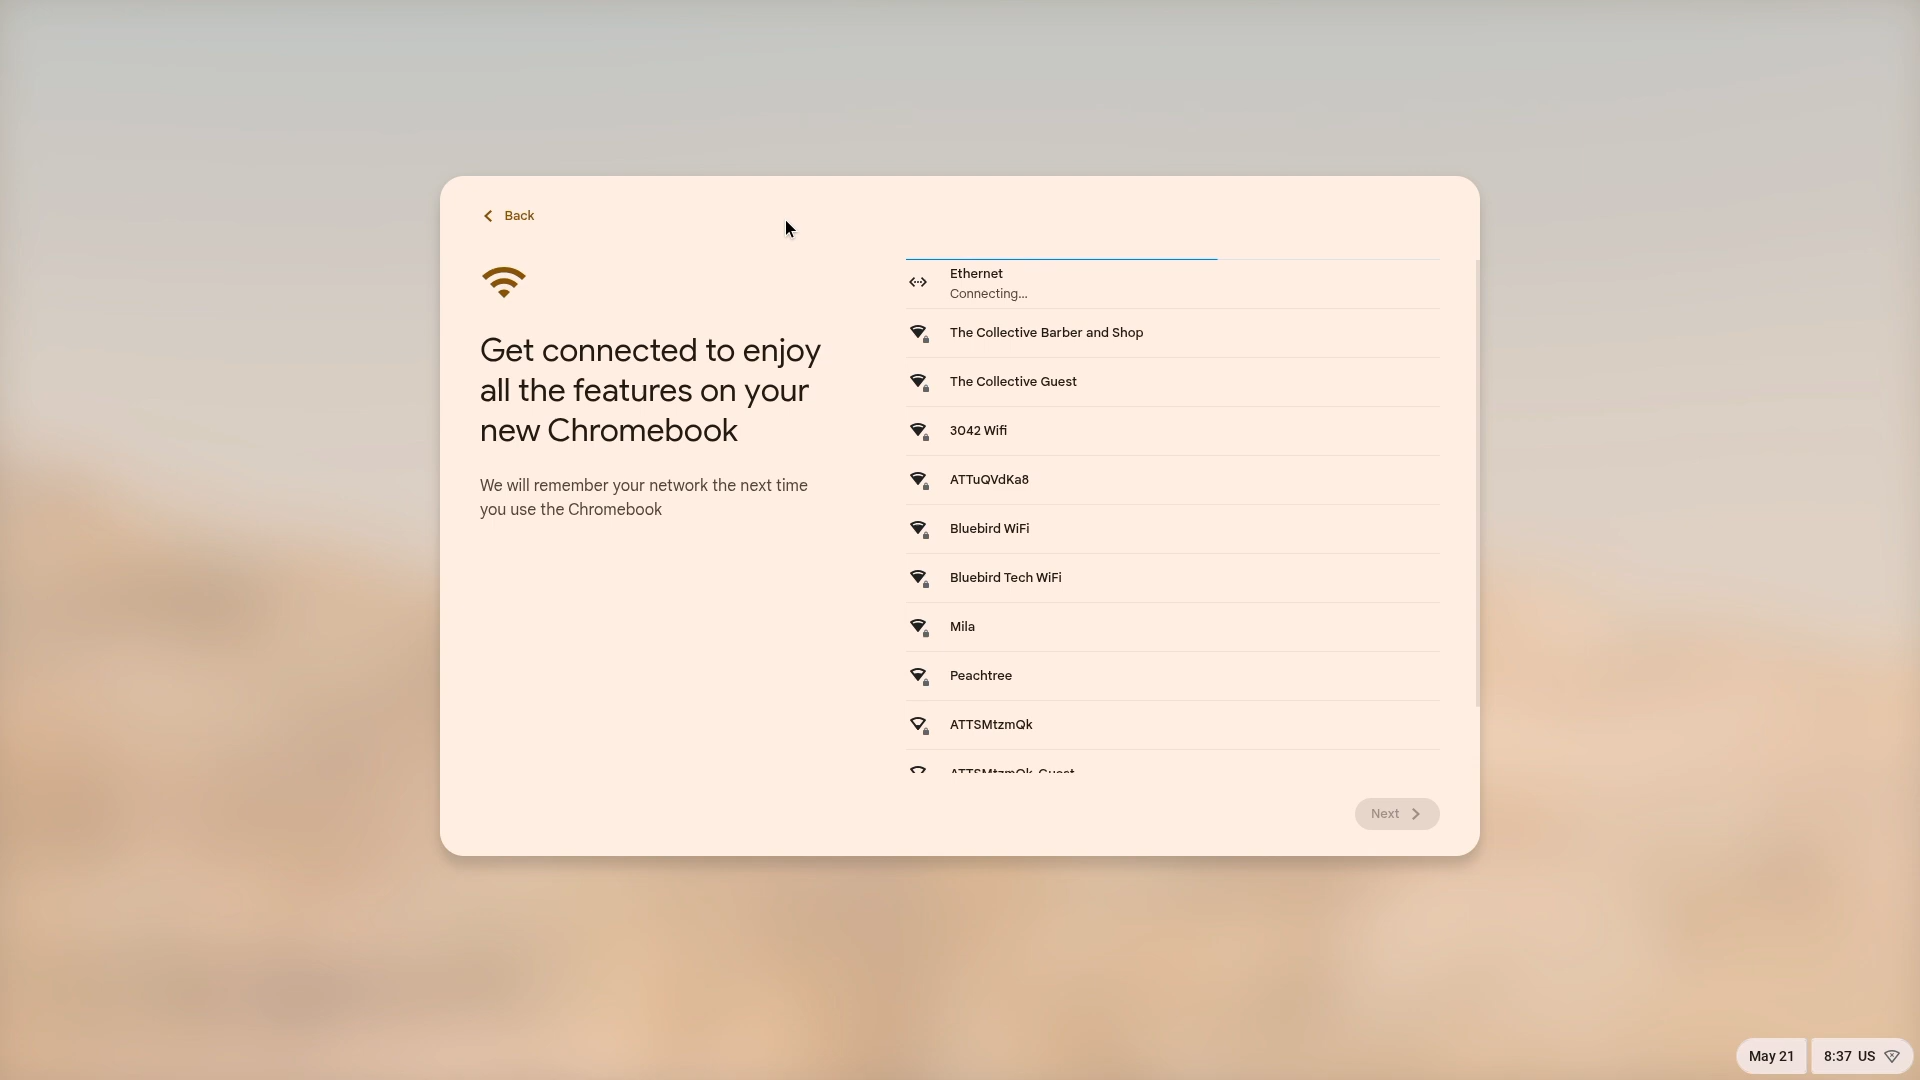 Back
Get connected to enjoy
all the features on your
new Chromebook
We will remember your network the next time
you use the Chromebook
Ethernet
Connecting...
The Collective Barber and Shop
The Collective Guest
3042 Wifi
ATTuQVdKa8
Bluebird WiFi
Bluebird Tech WiFi
Mila
Peachtree
ATTSMtzmQk
ATTSMtzmQk_Guest
Next
May 21
8:37 US